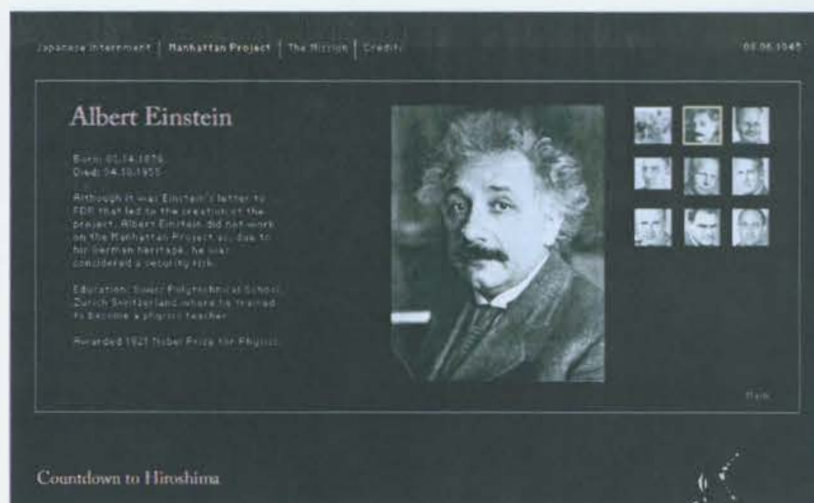 Japanese Internment | Manhattan Project | The Mission | Credits
08.06.1945
Albert Einstein
Born: 03.14.1879
Died: 04.18.1955
Although it was Einstein's letter to
FDR that led to the creation of the
project, Albert Einstein did not work
on the Manhattan Project as, due to
his German heritage, he was
considered a security risk.
Education: Swiss Polytechnical School,
Zurich Switzerland where he trained
to become a physics teacher.
Awarded 1921 Nobel Prize for Physics.
Main
Countdown to Hiroshima